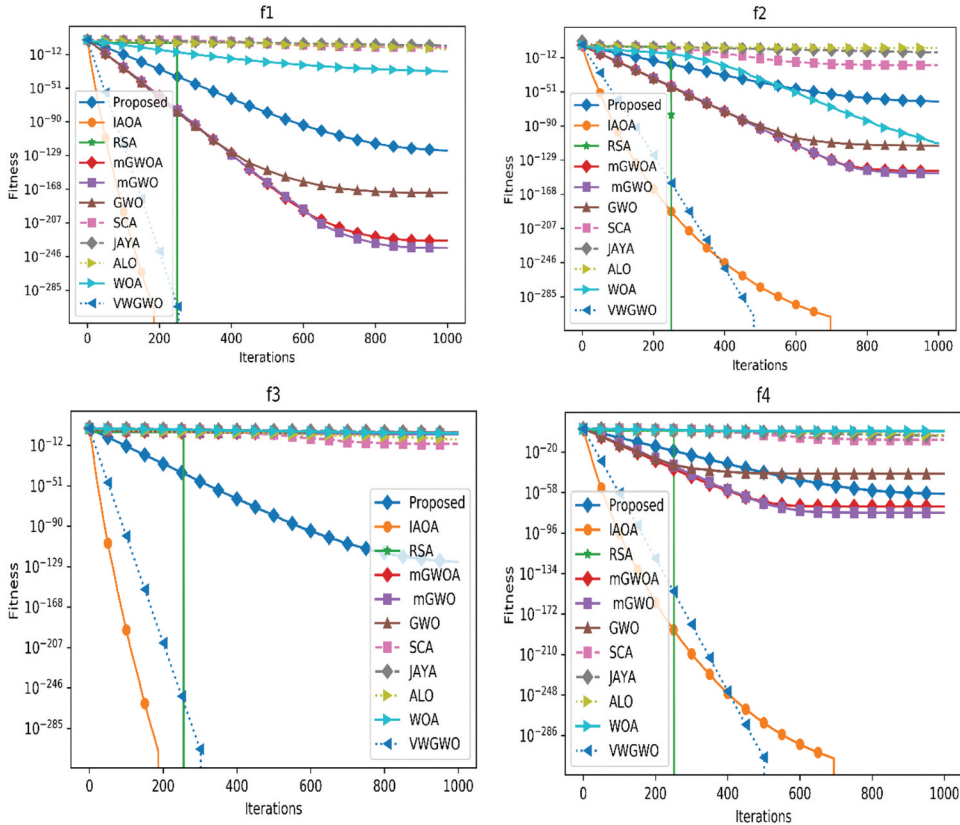 f1
Fitness
10^−12
10^−51
10^−90
10^−129
10^−168
10^−207
10^−246
10^−285
Proposed
IAOA
RSA
mGWOA
mGWO
GWO
SCA
JAYA
ALO
WOA
VWGWO
0 200 400 600 800 1000
Iterations
f2
Fitness
10^−12
10^−51
10^−90
10^−129
10^−168
10^−207
10^−246
10^−285
Proposed
IAOA
RSA
mGWOA
mGWO
GWO
SCA
JAYA
ALO
WOA
VWGWO
0 200 400 600 800 1000
Iterations
f3
Fitness
10^−12
10^−51
10^−90
10^−129
10^−168
10^−207
10^−246
10^−285
Proposed
IAOA
RSA
mGWOA
mGWO
GWO
SCA
JAYA
ALO
WOA
VWGWO
0 200 400 600 800 1000
Iterations
f4
Fitness
10^−20
10^−58
10^−96
10^−134
10^−172
10^−210
10^−248
10^−286
Proposed
IAOA
RSA
mGWOA
mGWO
GWO
SCA
JAYA
ALO
WOA
VWGWO
0 200 400 600 800 1000
Iterations